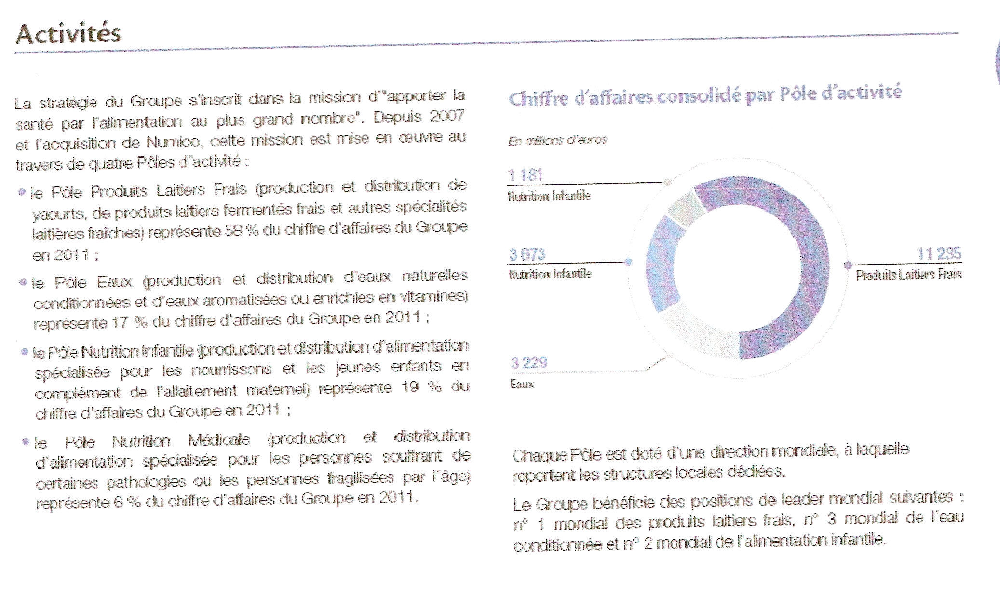 Activités
La stratégie du Groupe s'inscrit dans la mission d'"apporter la
santé par l'alimentation au plus grand nombre". Depuis 2007
et l'acquisition de Numico, cette mission est mise en œuvre au
travers de quatre Pôles d'activité :
• le Pôle Produits Laitiers Frais (production et distribution de
yaourts, de produits laitiers fermentés frais et autres spécialités
laitières fraîches) représente 58 % du chiffre d'affaires du Groupe
en 2011 ;
• le Pôle Eaux (production et distribution d'eaux naturelles
conditionnées et d'eaux aromatisées ou enrichies en vitamines)
représente 17 % du chiffre d'affaires du Groupe en 2011 ;
• le Pôle Nutrition Infantile (production et distribution d'alimentation
spécialisée pour les nourrissons et les jeunes enfants en
complément de l'allaitement maternel) représente 19 % du
chiffre d'affaires du Groupe en 2011 ;
• le Pôle Nutrition Médicale (production et distribution
d'alimentation spécialisée pour les personnes souffrant de
certaines pathologies ou les personnes fragilisées par l'âge)
représente 6 % du chiffre d'affaires du Groupe en 2011.
Chiffre d'affaires consolidé par Pôle d'activité
En millions d'euros
1 181
Nutrition Infantile
3 673
Nutrition Infantile
11 235
Produits Laitiers Frais
3 229
Eaux
Chaque Pôle est doté d'une direction mondiale, à laquelle
reportent les structures locales dédiées.
Le Groupe bénéficie des positions de leader mondial suivantes :
n° 1 mondial des produits laitiers frais, n° 3 mondial de l'eau
conditionnée et n° 2 mondial de l'alimentation infantile.